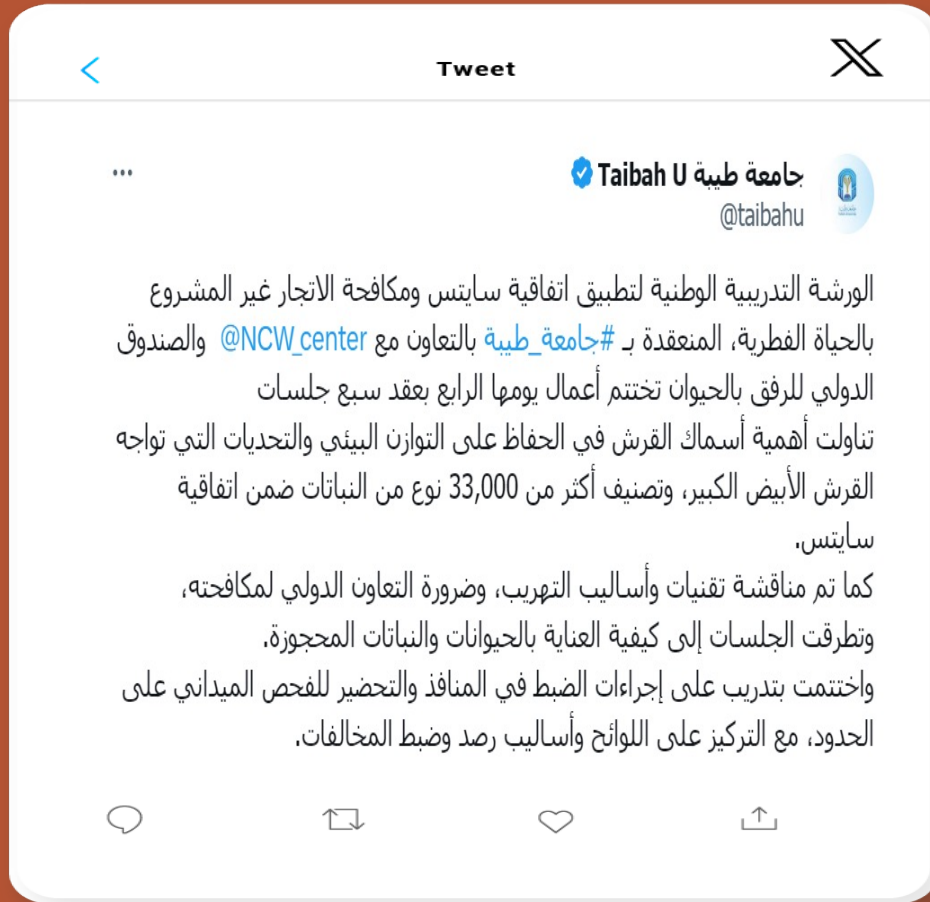 Tweet
جامعة طيبة Taibah U
@taibahu
الورشة التدريبية الوطنية لتطبيق اتفاقية سايتس ومكافحة الاتجار غير المشروع
بالحياة الفطرية، المنعقدة بـ #جامعة_طيبة بالتعاون مع @NCW_center والصندوق
الدولي للرفق بالحيوان تختتم أعمال يومها الرابع بعقد سبع جلسات
تناولت أهمية أسماك القرش في الحفاظ على التوازن البيئي والتحديات التي تواجه
القرش الأبيض الكبير، وتصنيف أكثر من 33,000 نوع من النباتات ضمن اتفاقية
سايتس.
كما تم مناقشة تقنيات وأساليب التهريب، وضرورة التعاون الدولي لمكافحته،
وتطرقت الجلسات إلى كيفية العناية بالحيوانات والنباتات المحجوزة.
واختتمت بتدريب على إجراءات الضبط في المنافذ والتحضير للفحص الميداني على
الحدود، مع التركيز على اللوائح وأساليب رصد وضبط المخالفات.